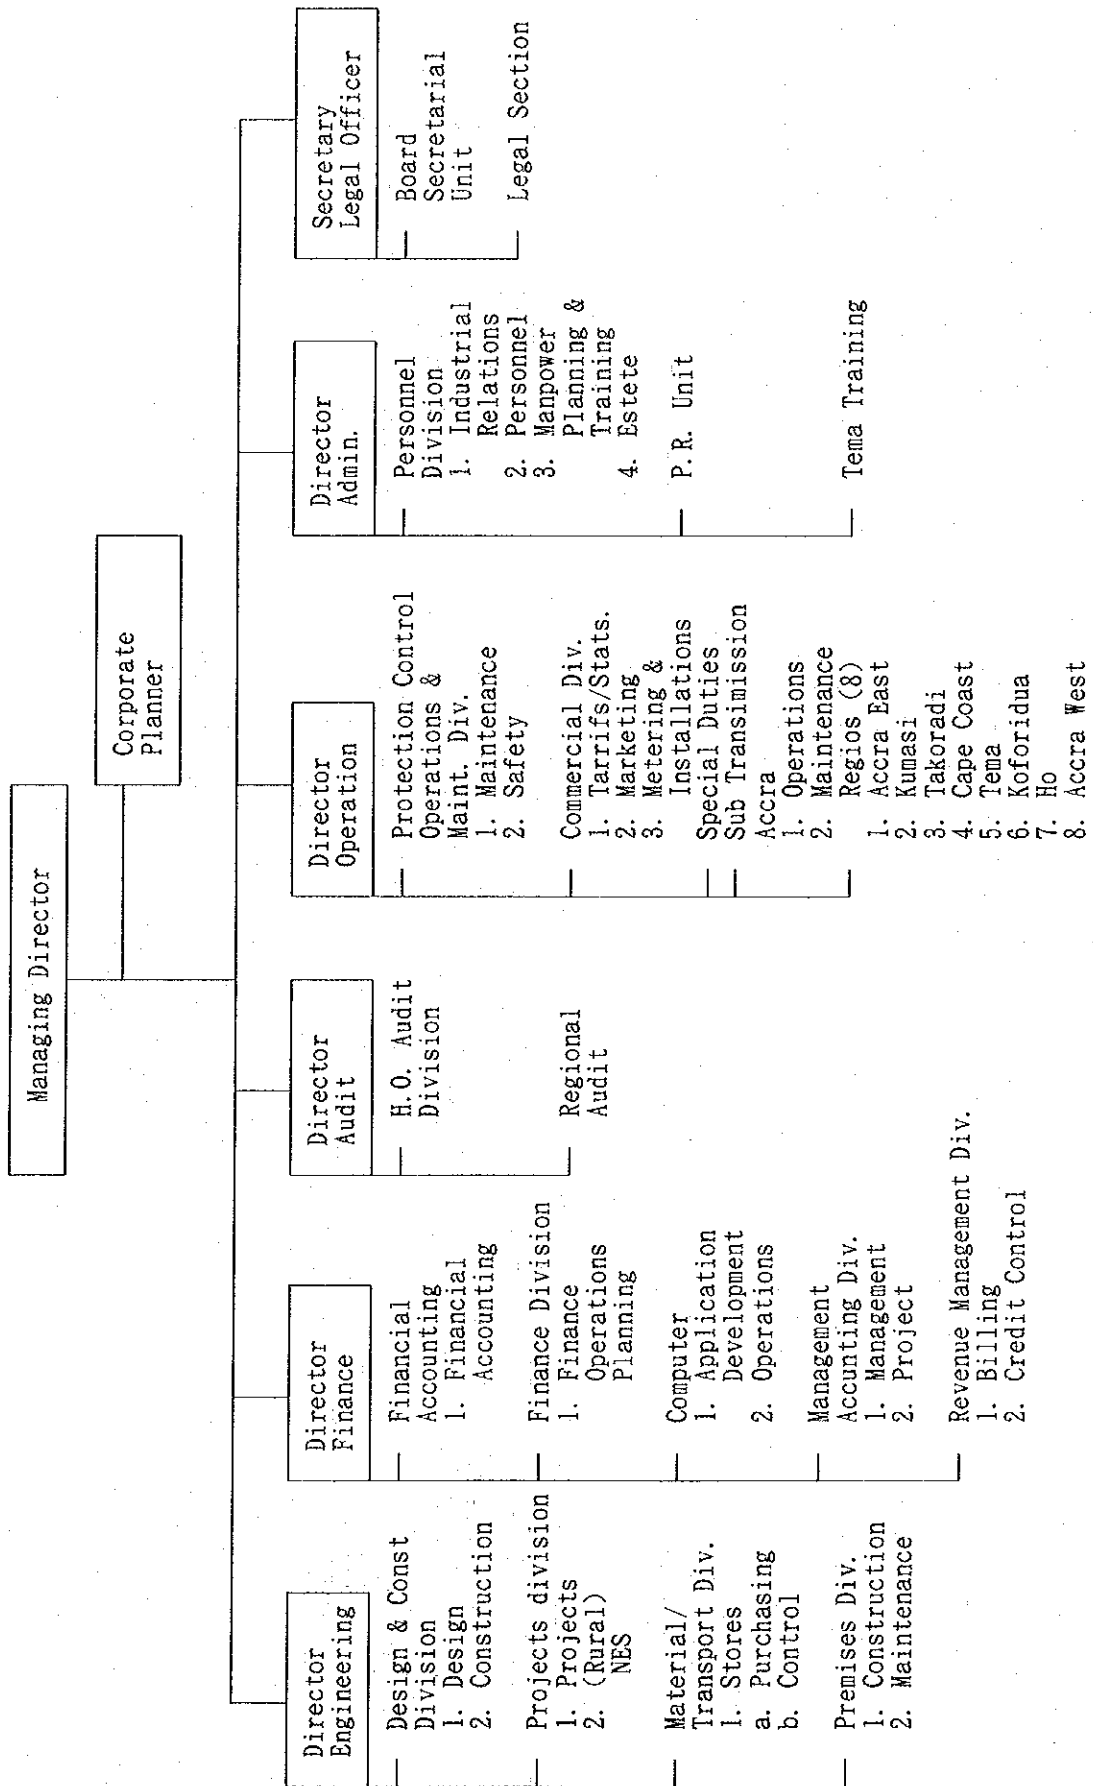 Managing Director
Corporate
Planner
Director
Engineering
Design & Const
Division
1. Design
2. Construction
Projects division
1. Projects
2. (Rural)
NES
Material/
Transport Div.
1. Stores
a. Purchasing
b. Control
Premises Div.
1. Construction
2. Maintenance
Director
Finance
Financial
Accounting
1. Financial
Accounting
Finance Division
1. Finance
Operations
Planning
Computer
1. Application
Development
2. Operations
Management
Accunting Div.
1. Management
2. Project
Revenue Management Div.
1. Billing
2. Credit Control
Director
Audit
H.O. Audit
Division
Regional
Audit
Director
Operation
Protection Control
Operations &
Maint. Div.
1. Maintenance
2. Safety
Commercial Div.
1. Tarrifs/Stats.
2. Marketing
3. Metering &
Installations
Special Duties
Sub Transimission
Accra
1. Operations
2. Maintenance
Regios (8)
1. Accra East
2. Kumasi
3. Takoradi
4. Cape Coast
5. Tema
6. Koforidua
7. Ho
8. Accra West
Director
Admin.
Personnel
Division
1. Industrial
Relations
2. Personnel
3. Manpower
Planning &
Training
4. Estete
P.R. Unit
Tema Training
Secretary
Legal Officer
Board
Secretarial
Unit
Legal Section